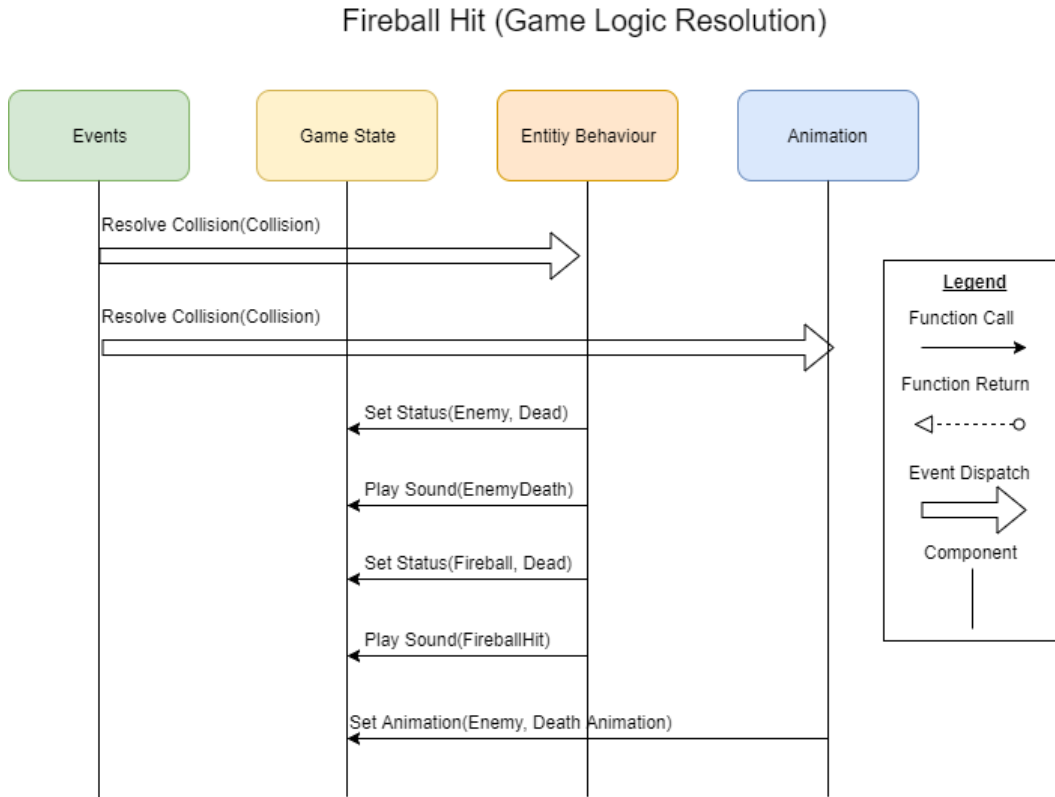 Fireball Hit (Game Logic Resolution)
Events
Game State
Entitiy Behaviour
Animation
Resolve Collision(Collision)
Resolve Collision(Collision)
Set Status(Enemy, Dead)
Play Sound(EnemyDeath)
Set Status(Fireball, Dead)
Play Sound(FireballHit)
Set Animation(Enemy, Death Animation)
Legend
Function Call
Function Return
Event Dispatch
Component